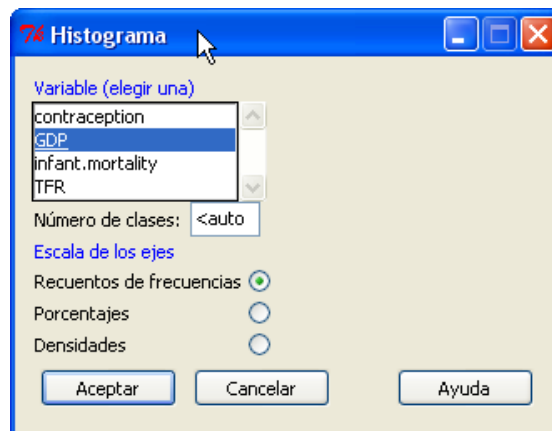 Histograma
Variable (elegir una)
contraception
GDP
infant.mortality
TFR
Número de clases: <auto
Escala de los ejes
Recuentos de frecuencias
Porcentajes
Densidades
Aceptar Cancelar Ayuda